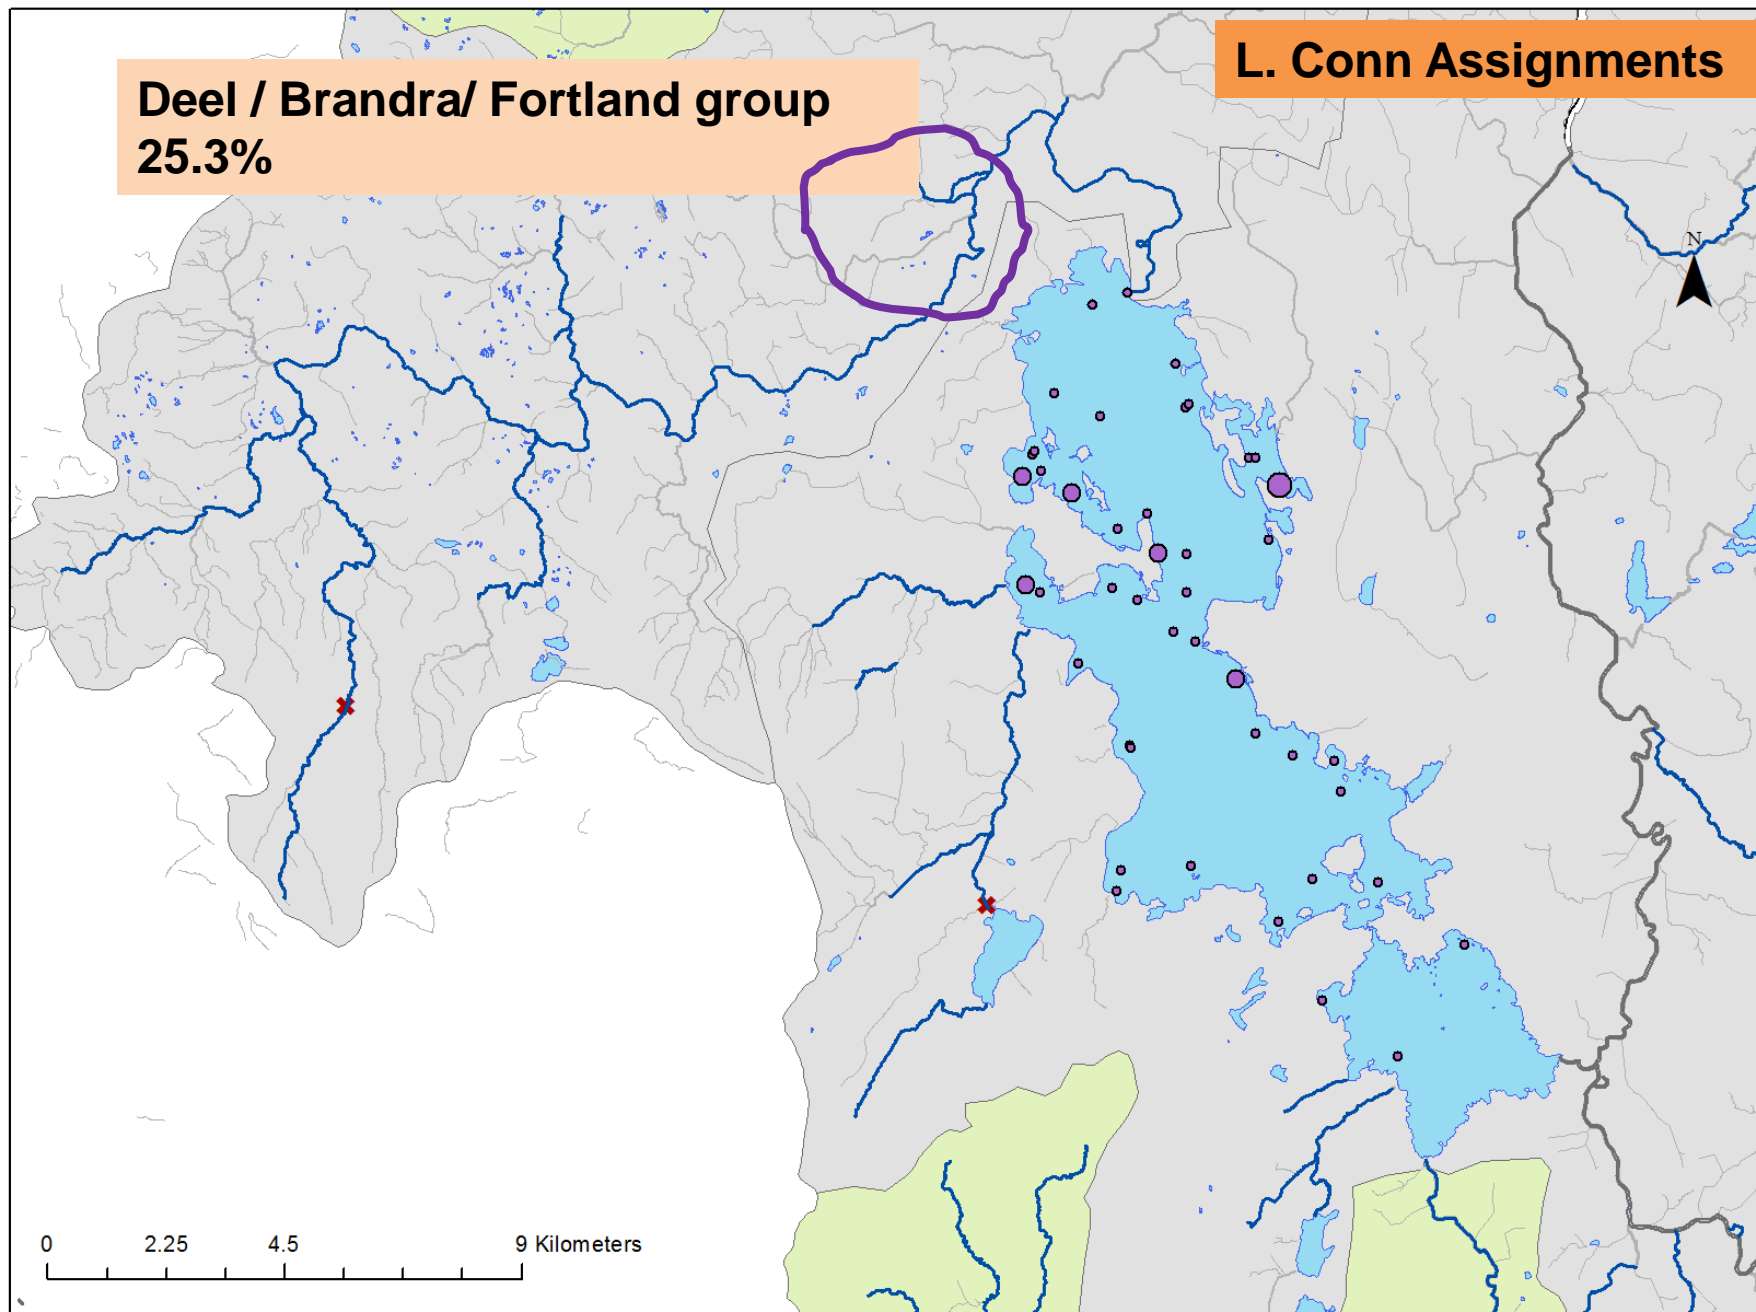 L. Conn Assignments
Deel / Brandra/ Fortland group
25.3%
N
0 2.25 4.5 9 Kilometers